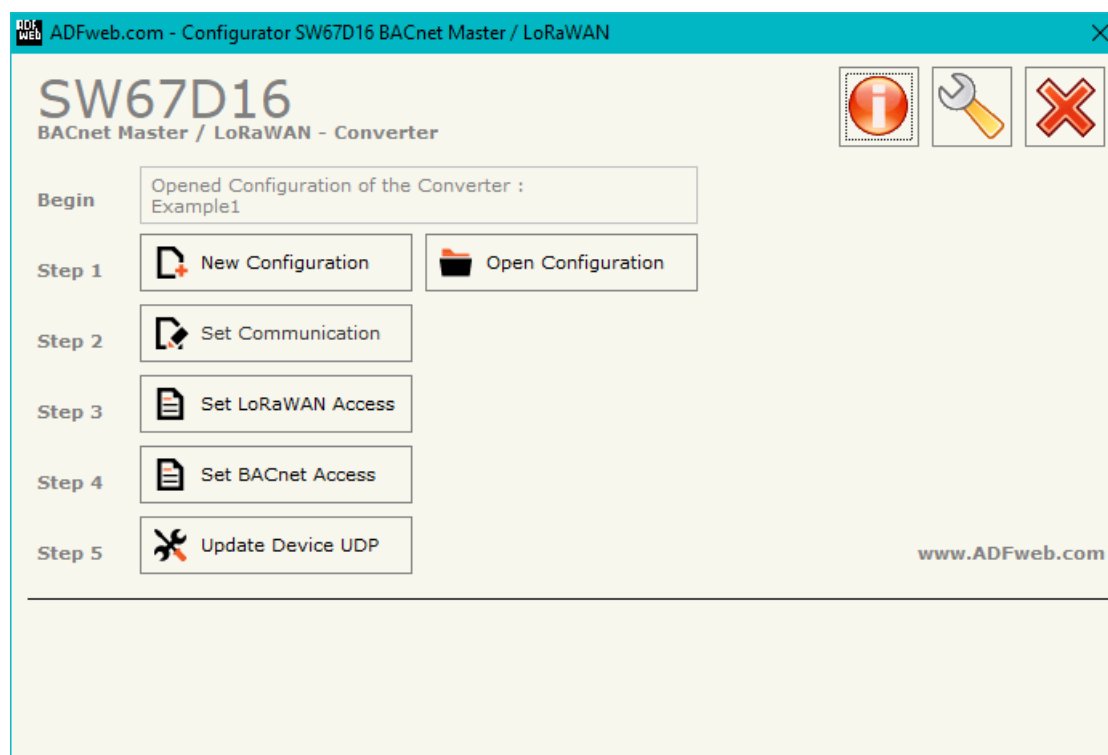 ADF
WEB
ADFweb.com - Configurator SW67D16 BACnet Master / LoRaWAN
SW67D16
BACnet Master / LoRaWAN - Converter
Begin
Opened Configuration of the Converter :
Example1
Step 1
New Configuration
Open Configuration
Step 2
Set Communication
Step 3
Set LoRaWAN Access
Step 4
Set BACnet Access
Step 5
Update Device UDP
www.ADFweb.com